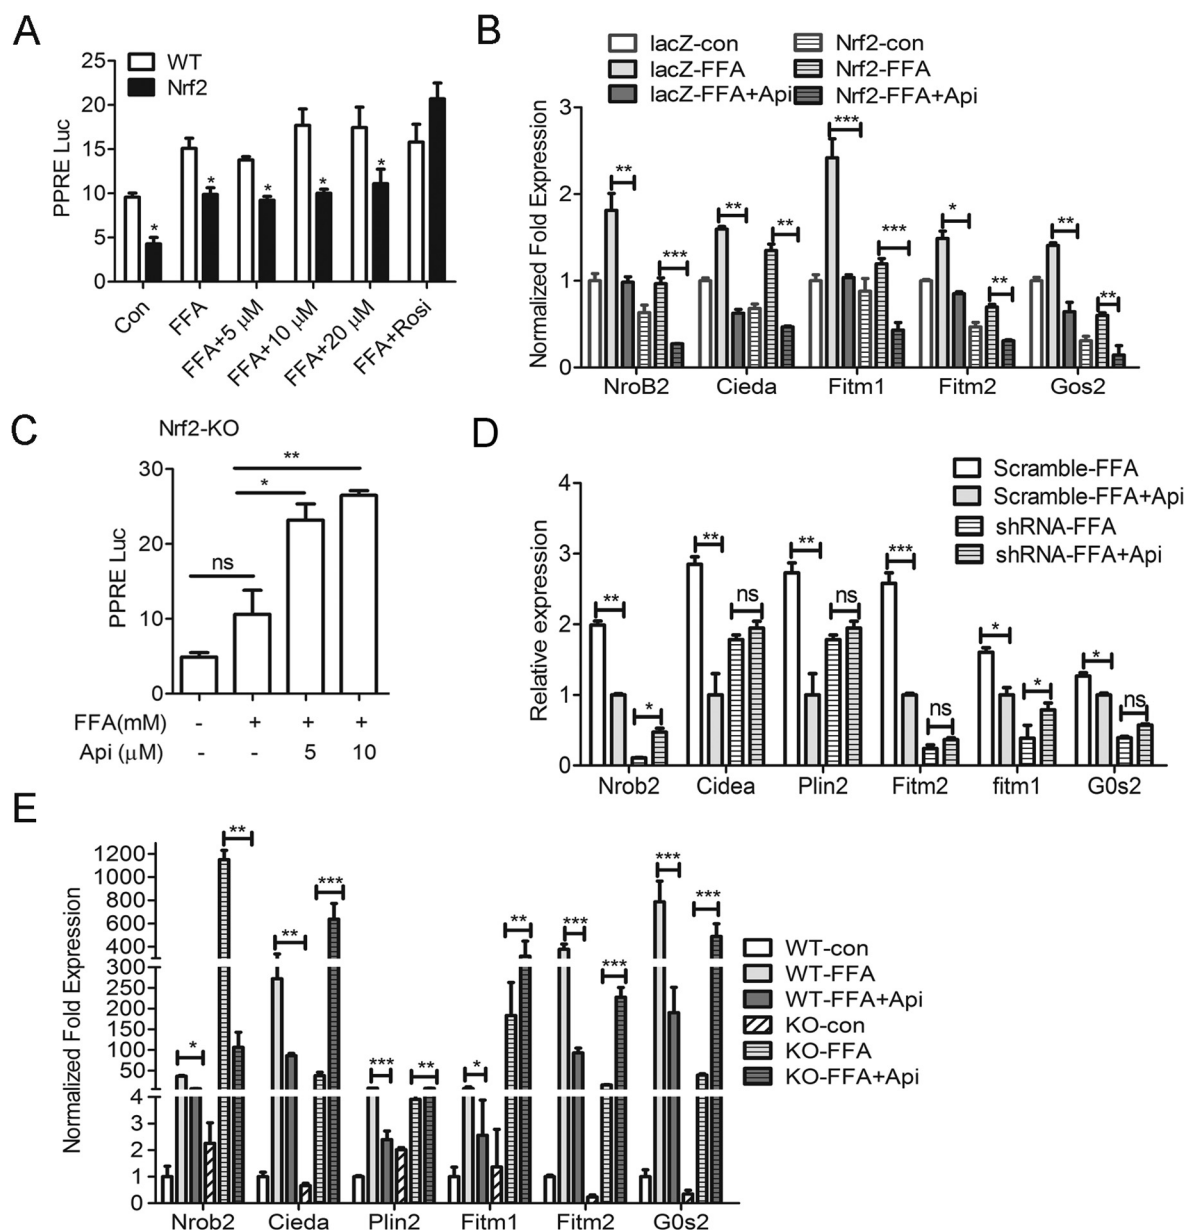 A
WT
Nrf2
25
20
15
10
5
0
PPRE Luc
*
*
*
*
*
Con
FFA
FFA+5 μM
FFA+10 μM
FFA+20 μM
FFA+Rosi
B
lacZ-con
lacZ-FFA
lacZ-FFA+Api
Nrf2-con
Nrf2-FFA
Nrf2-FFA+Api
Normalized Fold Expression
3
2
1
0
** *** ** ** *** *** * ** ** **
NroB2 Cieda Fitm1 Fitm2 Gos2
C
Nrf2-KO
PPRE Luc
30
20
10
0
**
*
ns
FFA(mM) - + + +
Api (μM) - - 5 10
D
Scramble-FFA
Scramble-FFA+Api
shRNA-FFA
shRNA-FFA+Api
Relative expression
4
3
2
1
0
** * ** ns ** ns *** ns * * * ns
Nrob2 Cidea Plin2 Fitm2 fitm1 G0s2
E
Normalized Fold Expression
1200
1000
800
600
400
300
250
200
150
100
50
4
3
2
1
0
* ** ** *** *** ** * ** *** *** *** ***
Nrob2 Cieda Plin2 Fitm1 Fitm2 G0s2
WT-con
WT-FFA
WT-FFA+Api
KO-con
KO-FFA
KO-FFA+Api